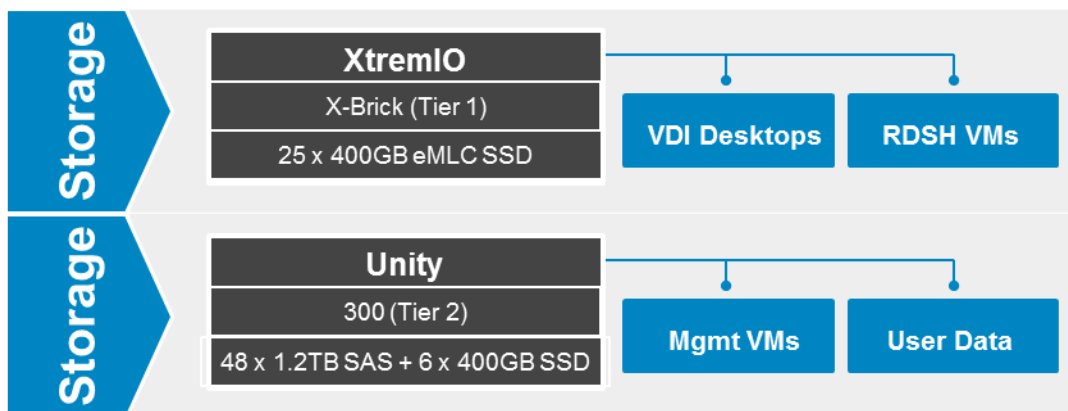 Storage
XtremIO
X-Brick (Tier 1)
25 x 400GB eMLC SSD
VDI Desktops
RDSH VMs
Storage
Unity
300 (Tier 2)
48 x 1.2TB SAS + 6 x 400GB SSD
Mgmt VMs
User Data